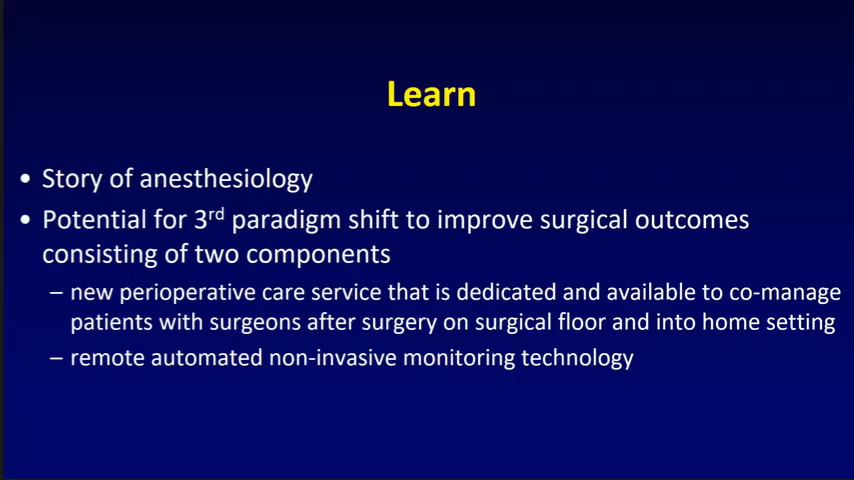 Learn
• Story of anesthesiology
• Potential for 3rd paradigm shift to improve surgical outcomes
consisting of two components
– new perioperative care service that is dedicated and available to co-manage
patients with surgeons after surgery on surgical floor and into home setting
– remote automated non-invasive monitoring technology